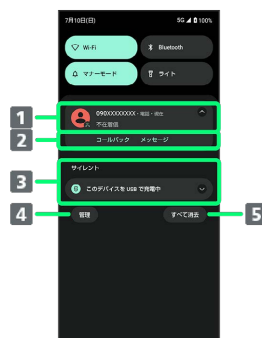 7月10日(日) 5G 100%
Wi-Fi Bluetooth
マナーモード ライト
1 090XXXXXXXX・電話・現在
不在着信
2 コールバック メッセージ
サイレント
3 このデバイスを USB で充電中
4 管理 すべて消去 5